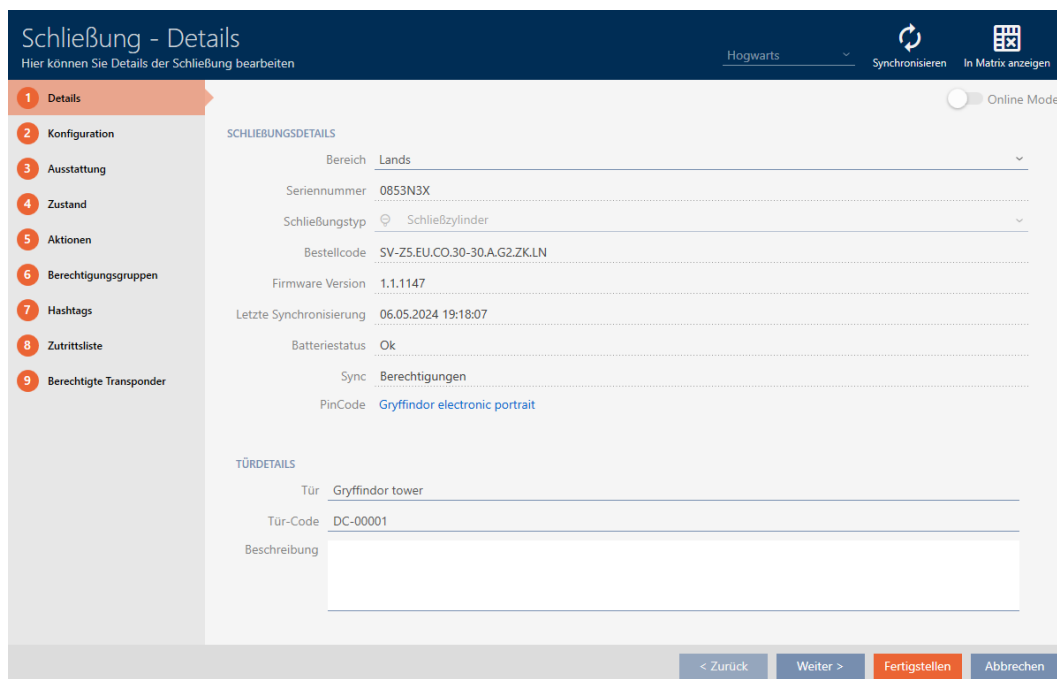 Schließung - Details
Hier können Sie Details der Schließung bearbeiten
Hogwarts
Synchronisieren
In Matrix anzeigen
1 Details
2 Konfiguration
3 Ausstattung
4 Zustand
5 Aktionen
6 Berechtigungsgruppen
7 Hashtags
8 Zutrittsliste
9 Berechtigte Transponder
Online Mode
SCHLIEßUNGSDETAILS
Bereich Lands
Seriennummer 0853N3X
Schließungstyp Schließzylinder
Bestellcode SV-Z5.EU.CO.30-30.A.G2.ZK.LN
Firmware Version 1.1.1147
Letzte Synchronisierung 06.05.2024 19:18:07
Batteriestatus Ok
Sync Berechtigungen
PinCode Gryffindor electronic portrait
TÜRDETAILS
Tür Gryffindor tower
Tür-Code DC-00001
Beschreibung
< Zurück
Weiter >
Fertigstellen
Abbrechen